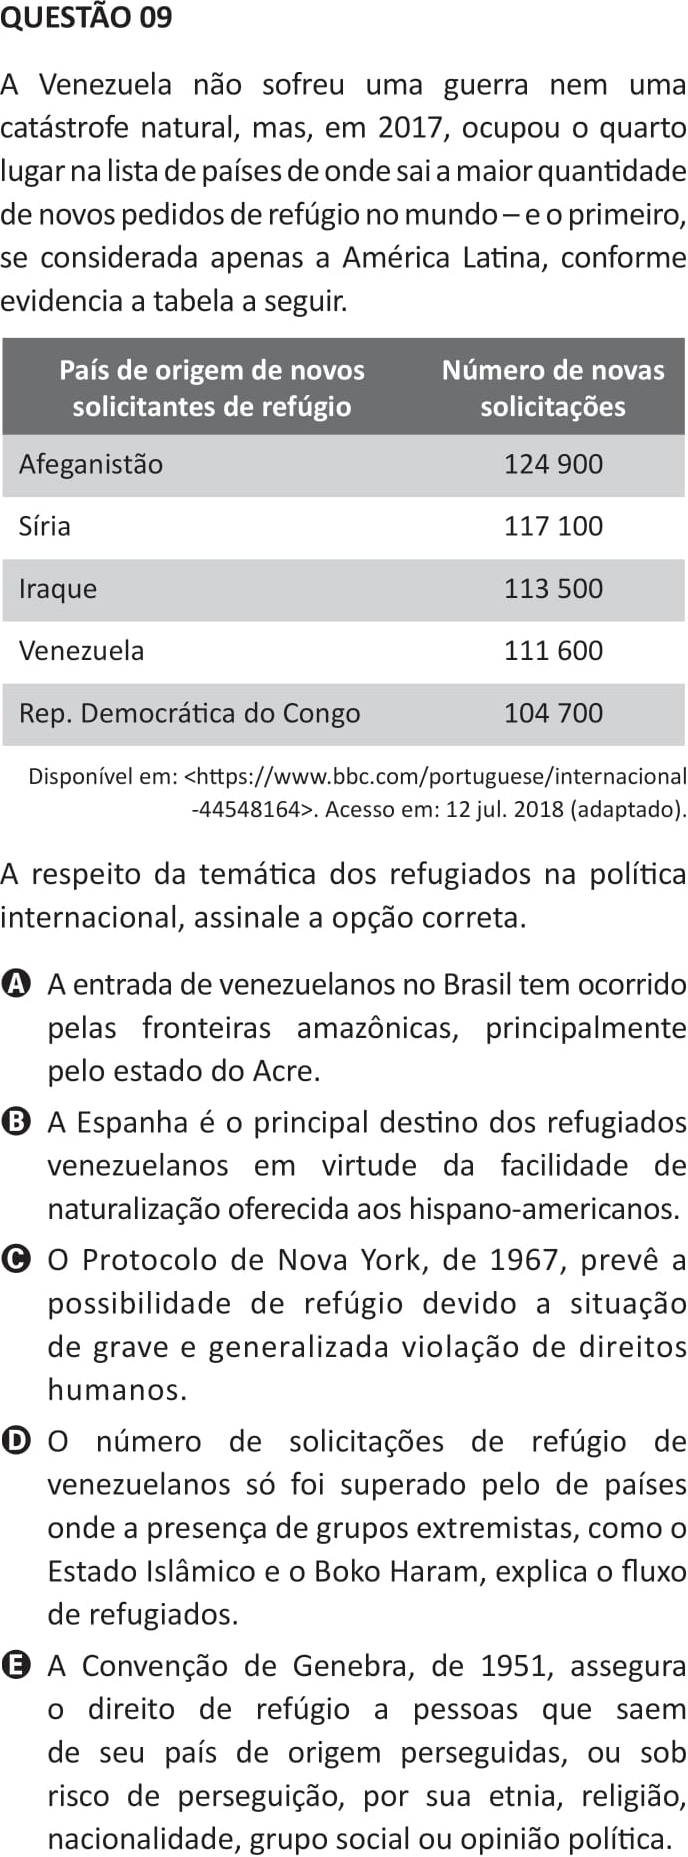 QUESTÃO 09
A Venezuela não sofreu uma guerra nem uma
catástrofe natural, mas, em 2017, ocupou o quarto
lugar na lista de países de onde sai a maior quantidade
de novos pedidos de refúgio no mundo – e o primeiro,
se considerada apenas a América Latina, conforme
evidencia a tabela a seguir.
País de origem de novos solicitantes de refúgio
Número de novas solicitações
Afeganistão 124 900
Síria 117 100
Iraque 113 500
Venezuela 111 600
Rep. Democrática do Congo 104 700
Disponível em: <https://www.bbc.com/portuguese/internacional
-44548164>. Acesso em: 12 jul. 2018 (adaptado).
A respeito da temática dos refugiados na política
internacional, assinale a opção correta.
A A entrada de venezuelanos no Brasil tem ocorrido
pelas fronteiras amazônicas, principalmente
pelo estado do Acre.
B A Espanha é o principal destino dos refugiados
venezuelanos em virtude da facilidade de
naturalização oferecida aos hispano-americanos.
C O Protocolo de Nova York, de 1967, prevê a
possibilidade de refúgio devido a situação
de grave e generalizada violação de direitos
humanos.
D O número de solicitações de refúgio de
venezuelanos só foi superado pelo de países
onde a presença de grupos extremistas, como o
Estado Islâmico e o Boko Haram, explica o fluxo
de refugiados.
E A Convenção de Genebra, de 1951, assegura
o direito de refúgio a pessoas que saem
de seu país de origem perseguidas, ou sob
risco de perseguição, por sua etnia, religião,
nacionalidade, grupo social ou opinião política.